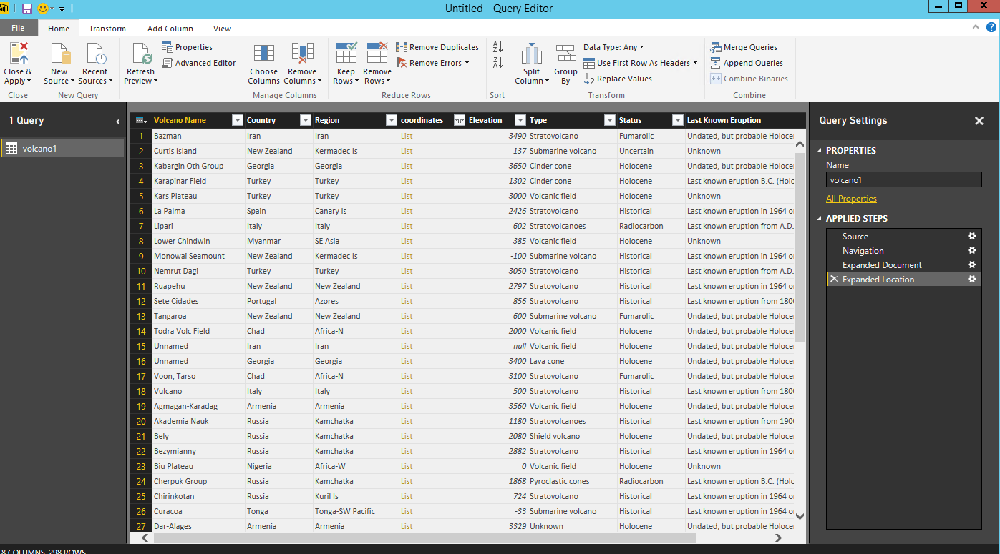 Untitled - Query Editor
File Home Transform Add Column View
Close & Apply
New Source
Recent Sources
Refresh Preview
Properties
Advanced Editor
Choose Columns
Remove Columns
Keep Rows
Remove Rows
Remove Duplicates
Remove Errors
Split Column
Group By
Data Type: Any
Use First Row As Headers
Replace Values
Merge Queries
Append Queries
Combine Binaries
Close New Query Manage Columns Reduce Rows Sort Transform Combine
1 Query
volcano1
Volcano Name Country Region coordinates Elevation Type Status Last Known Eruption
1 Bazman Iran Iran List 3490 Stratovolcano Fumarolic Undated, but probable Holoce
2 Curtis Island New Zealand Kermadec Is List 137 Submarine volcano Uncertain Unknown
3 Kabargin Oth Group Georgia Georgia List 3650 Cinder cone Holocene Undated, but probable Holoce
4 Karapinar Field Turkey Turkey List 1302 Cinder cone Holocene Last known eruption B.C. (Holo
5 Kars Plateau Turkey Turkey List 3000 Volcanic field Holocene Unknown
6 La Palma Spain Canary Is List 2426 Stratovolcano Historical Last known eruption in 1964 o
7 Lipari Italy Italy List 602 Stratovolcanoes Radiocarbon Last known eruption from A.D.
8 Lower Chindwin Myanmar SE Asia List 385 Volcanic field Holocene Unknown
9 Monowai Seamount New Zealand Kermadec Is List -100 Submarine volcano Historical Last known eruption in 1964 o
10 Nemrut Dagi Turkey Turkey List 3050 Stratovolcano Historical Last known eruption from A.D.
11 Ruapehu New Zealand New Zealand List 2797 Stratovolcano Historical Last known eruption in 1964 o
12 Sete Cidades Portugal Azores List 856 Stratovolcano Historical Last known eruption from 1800
13 Tangaroa New Zealand New Zealand List 600 Submarine volcano Fumarolic Undated, but probable Holoce
14 Todra Volc Field Chad Africa-N List 2000 Volcanic field Holocene Undated, but probable Holoce
15 Unnamed Iran Iran List null Volcanic field Holocene Undated, but probable Holoce
16 Unnamed Georgia Georgia List 3400 Lava cone Holocene Undated, but probable Holoce
17 Voon, Tarso Chad Africa-N List 3100 Stratovolcano Fumarolic Undated, but probable Holoce
18 Vulcano Italy Italy List 500 Stratovolcano Historical Last known eruption from 1800
19 Agmagan-Karadag Armenia Armenia List 3560 Volcanic field Holocene Undated, but probable Holoce
20 Akademia Nauk Russia Kamchatka List 1180 Stratovolcanoes Historical Last known eruption from 1900
21 Bely Russia Kamchatka List 2080 Shield volcano Holocene Undated, but probable Holoce
22 Bezymianny Russia Kamchatka List 2882 Stratovolcano Historical Last known eruption in 1964 o
23 Biu Plateau Nigeria Africa-W List 0 Volcanic field Holocene Unknown
24 Cherpuk Group Russia Kamchatka List 1868 Pyroclastic cones Radiocarbon Last known eruption B.C. (Holo
25 Chirinkotan Russia Kuril Is List 724 Stratovolcano Historical Last known eruption in 1964 o
26 Curacoa Tonga Tonga-SW Pacific List -33 Submarine volcano Historical Last known eruption in 1964 o
27 Dar-Alages Armenia Armenia List 3329 Unknown Holocene Undated, but probable Holoce
Query Settings
PROPERTIES
Name
volcano1
All Properties
APPLIED STEPS
Source
Navigation
Expanded Document
Expanded Location
8 COLUMNS, 298 ROWS